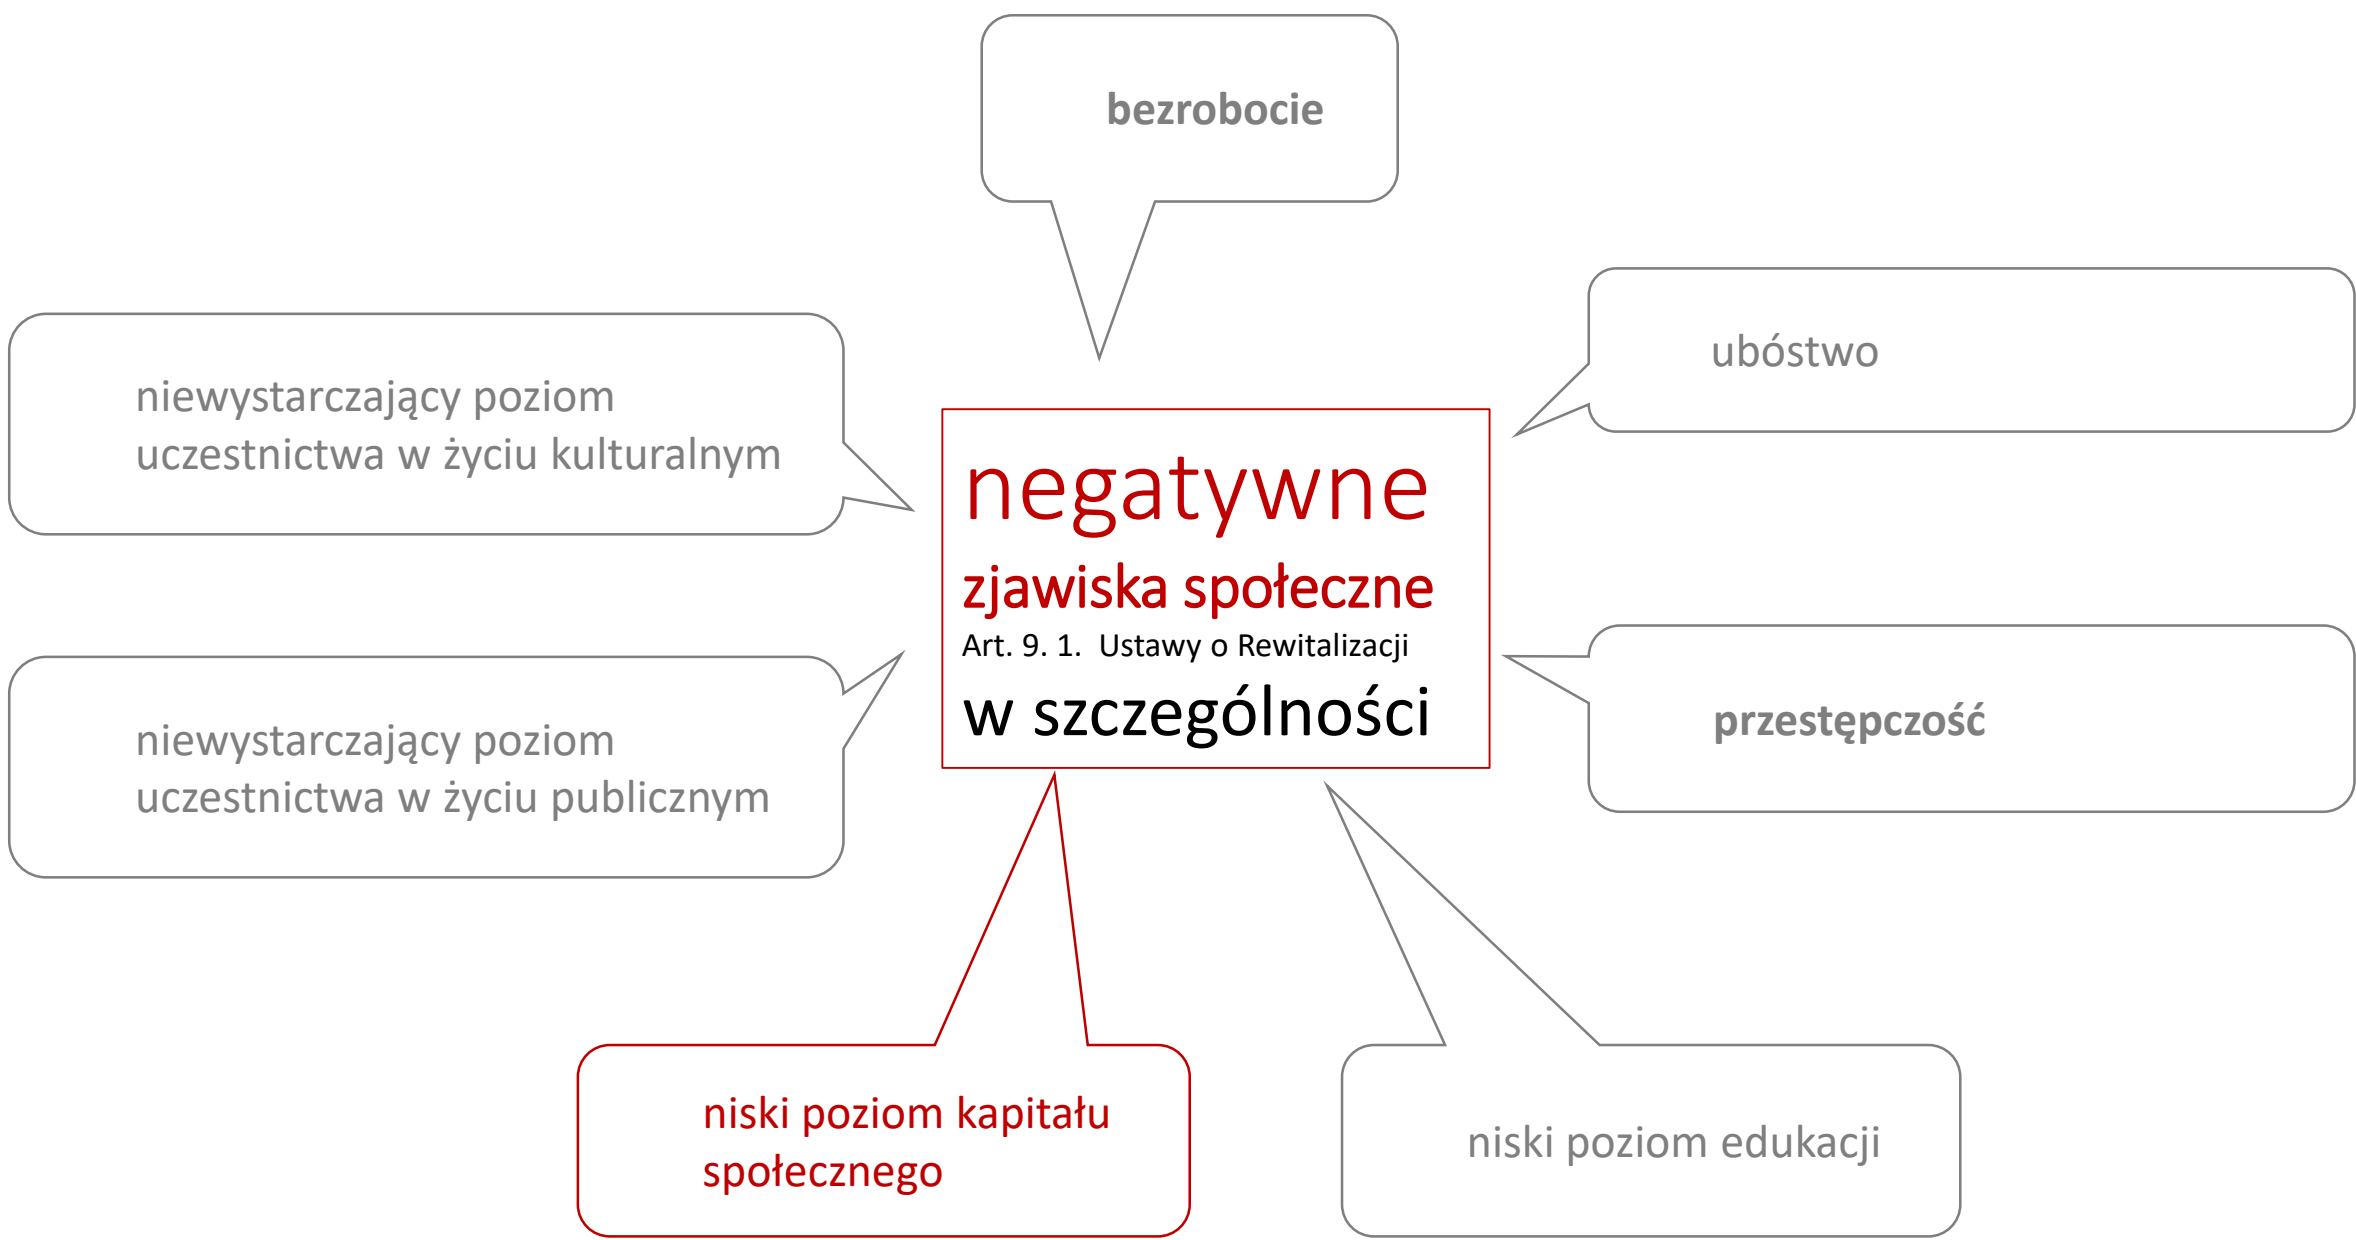 bezrobocie
ubóstwo
niewystarczający poziom
uczestnictwa w życiu kulturalnym
negatywne
zjawiska społeczne
Art. 9. 1. Ustawy o Rewitalizacji
w szczególności
przestępczość
niewystarczający poziom
uczestnictwa w życiu publicznym
niski poziom kapitału
społecznego
niski poziom edukacji